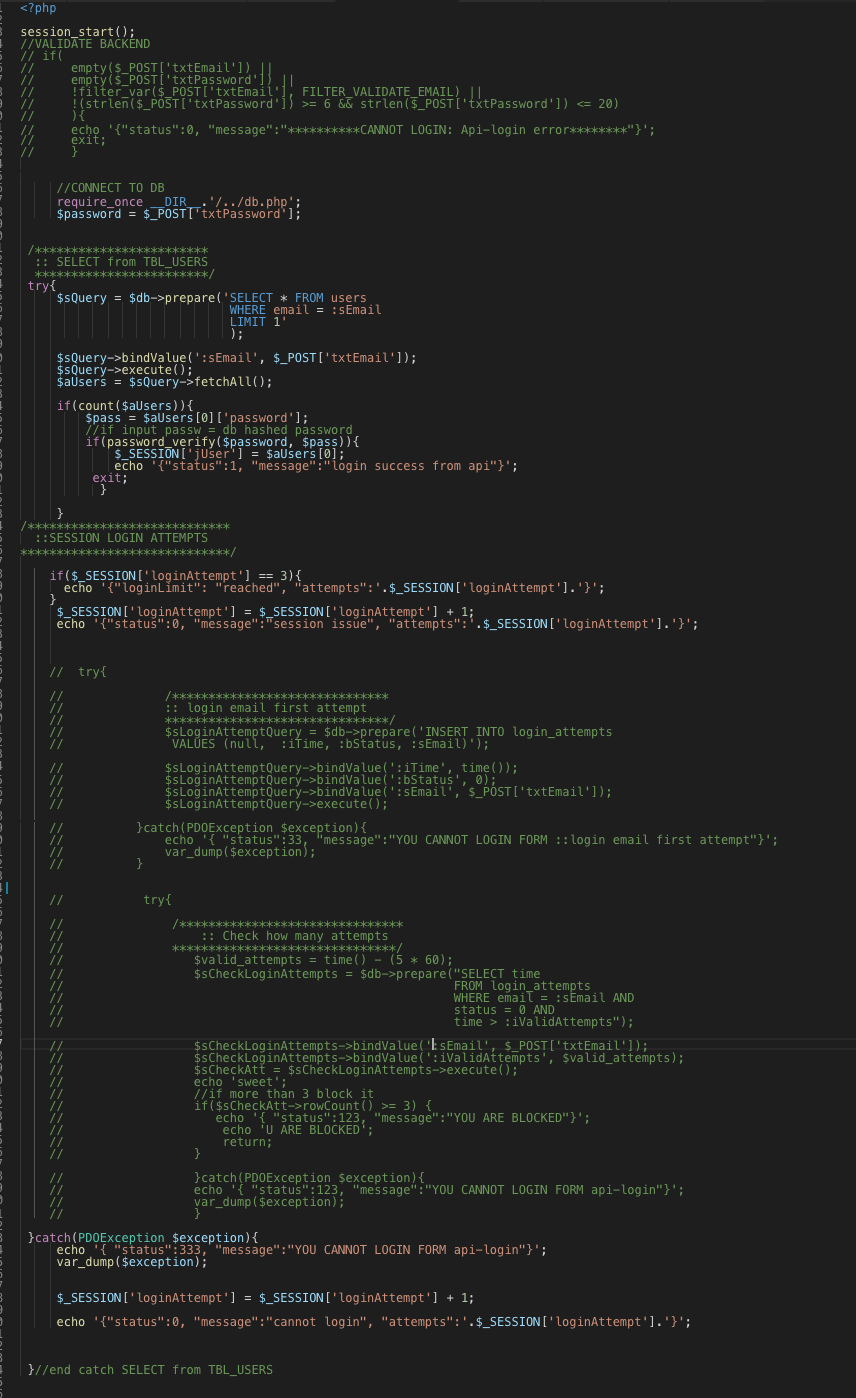 <?php
session_start();
//VALIDATE BACKEND
// if(
//     empty($_POST['txtEmail']) ||
//     empty($_POST['txtPassword']) ||
//     !filter_var($_POST['txtEmail'], FILTER_VALIDATE_EMAIL) ||
//     !(strlen($_POST['txtPassword']) >= 6 && strlen($_POST['txtPassword']) <= 20)
//     ){
//     echo '{"status":0, "message":"**********CANNOT LOGIN: Api-login error********"}';
//     exit;
//     }
//CONNECT TO DB
require_once __DIR__.'/../db.php';
$password = $_POST['txtPassword'];
/************************
:: SELECT from TBL_USERS
************************/
try{
$sQuery = $db->prepare('SELECT * FROM users
WHERE email = :sEmail
LIMIT 1'
);
$sQuery->bindValue(':sEmail', $_POST['txtEmail']);
$sQuery->execute();
$aUsers = $sQuery->fetchAll();
if(count($aUsers)){
$pass = $aUsers[0]['password'];
//if input passw = db hashed password
if(password_verify($password, $pass)){
$_SESSION['jUser'] = $aUsers[0];
echo '{"status":1, "message":"login success from api"}';
exit;
}
}
/****************************
::SESSION LOGIN ATTEMPTS
*****************************/
if($_SESSION['loginAttempt'] == 3){
echo '{"loginLimit": "reached", "attempts":'.$_SESSION['loginAttempt'].'}';
}
$_SESSION['loginAttempt'] = $_SESSION['loginAttempt'] + 1;
echo '{"status":0, "message":"session issue", "attempts":'.$_SESSION['loginAttempt'].'}';
//  try{
//              /******************************
//              :: login email first attempt
//              *******************************/
//              $sLoginAttemptQuery = $db->prepare('INSERT INTO login_attempts
//               VALUES (null,  :iTime, :bStatus, :sEmail)');
//              $sLoginAttemptQuery->bindValue(':iTime', time());
//              $sLoginAttemptQuery->bindValue(':bStatus', 0);
//              $sLoginAttemptQuery->bindValue(':sEmail', $_POST['txtEmail']);
//              $sLoginAttemptQuery->execute();
//          }catch(PDOException $exception){
//              echo '{ "status":33, "message":"YOU CANNOT LOGIN FORM ::login email first attempt"}';
//              var_dump($exception);
//          }
//           try{
//               /*******************************
//                   :: Check how many attempts
//               *******************************/
//                  $valid_attempts = time() - (5 * 60);
//                  $sCheckLoginAttempts = $db->prepare("SELECT time
//                                                      FROM login_attempts
//                                                      WHERE email = :sEmail AND
//                                                      status = 0 AND
//                                                      time > :iValidAttempts");
//                  $sCheckLoginAttempts->bindValue(':sEmail', $_POST['txtEmail']);
//                  $sCheckLoginAttempts->bindValue(':iValidAttempts', $valid_attempts);
//                  $sCheckAtt = $sCheckLoginAttempts->execute();
//                  echo 'sweet';
//                  //if more than 3 block it
//                  if($sCheckAtt->rowCount() >= 3) {
//                     echo '{ "status":123, "message":"YOU ARE BLOCKED"}';
//                      echo 'U ARE BLOCKED';
//                      return;
//                  }
//                  }catch(PDOException $exception){
//                  echo '{ "status":123, "message":"YOU CANNOT LOGIN FORM api-login"}';
//                  var_dump($exception);
//                  }
}catch(PDOException $exception){
echo '{ "status":333, "message":"YOU CANNOT LOGIN FORM api-login"}';
var_dump($exception);
$_SESSION['loginAttempt'] = $_SESSION['loginAttempt'] + 1;
echo '{"status":0, "message":"cannot login", "attempts":'.$_SESSION['loginAttempt'].'}';
}//end catch SELECT from TBL_USERS